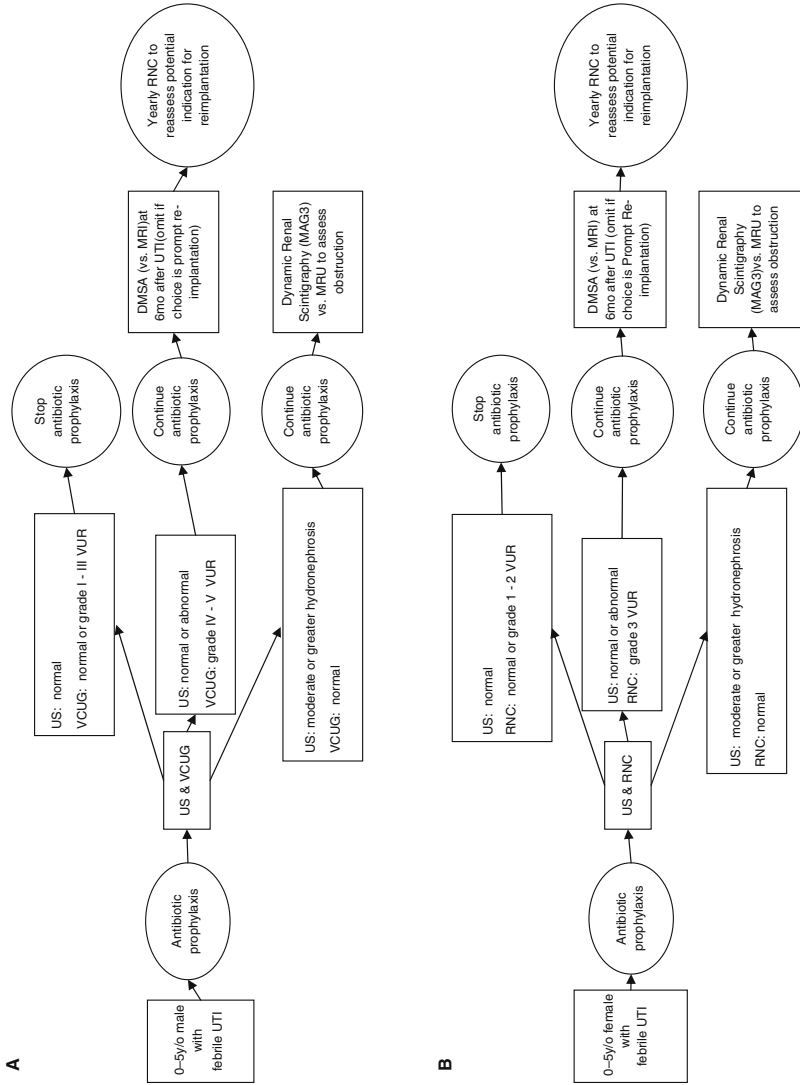 A
0–5y/o male
with
febrile UTI
Antibiotic
prophylaxis
US & VCUG
US: normal
VCUG: normal or grade I - III VUR
Stop
antibiotic
prophylaxis
US: normal or abnormal
VCUG: grade IV - V VUR
Continue
antibiotic
prophylaxis
DMSA (vs. MRI)at
6mo after UTI(omit if
choice is prompt re-
implantation)
Yearly RNC to
reassess potential
indication for
reimplantation
US: moderate or greater hydronephrosis
VCUG: normal
Continue
antibiotic
prophylaxis
Dynamic Renal
Scintigraphy (MAG3)
vs. MRU to assess
obstruction
B
0–5y/o female
with
febrile UTI
Antibiotic
prophylaxis
US & RNC
US: normal
RNC: normal or grade 1 - 2 VUR
Stop
antibiotic
prophylaxis
US: normal or abnormal
RNC: grade 3 VUR
Continue
antibiotic
prophylaxis
DMSA (vs. MRI) at
6mo after UTI (omit if
choice is Prompt Re-
implantation)
Yearly RNC to
reassess potential
indication for
reimplantation
US: moderate or greater hydronephrosis
RNC: normal
Continue
antibiotic
prophylaxis
Dynamic Renal
Scintigraphy
(MAG3)vs. MRU to
assess obstruction